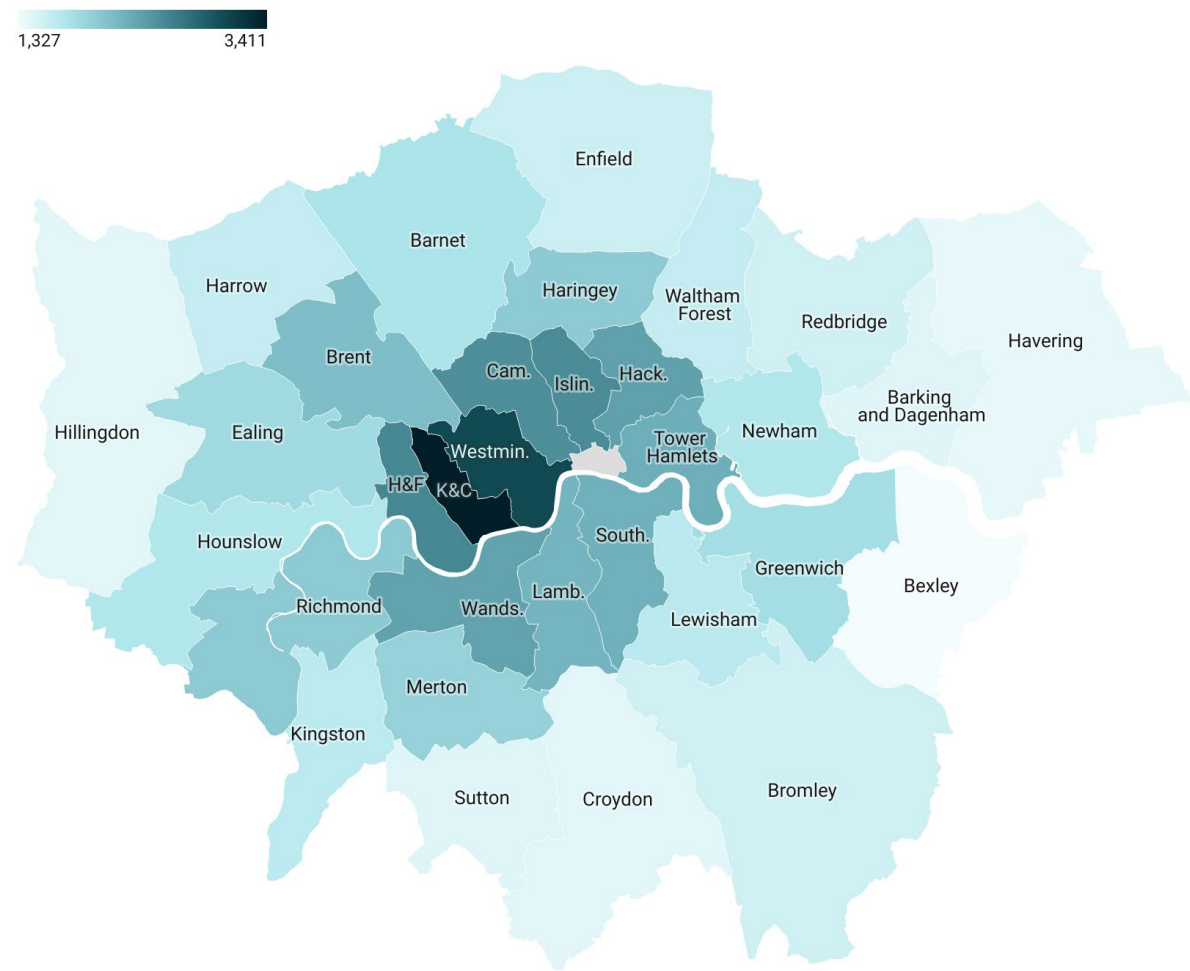 1,327 3,411
Enfield
Barnet
Harrow
Haringey
Waltham
Forest
Redbridge
Havering
Brent
Cam.
Islin.
Hack.
Barking
and Dagenham
Hillingdon
Ealing
Westmin.
Tower
Hamlets
Newham
H&F
K&C
Hounslow
South.
Greenwich
Bexley
Richmond
Wands.
Lamb.
Lewisham
Merton
Kingston
Sutton
Croydon
Bromley